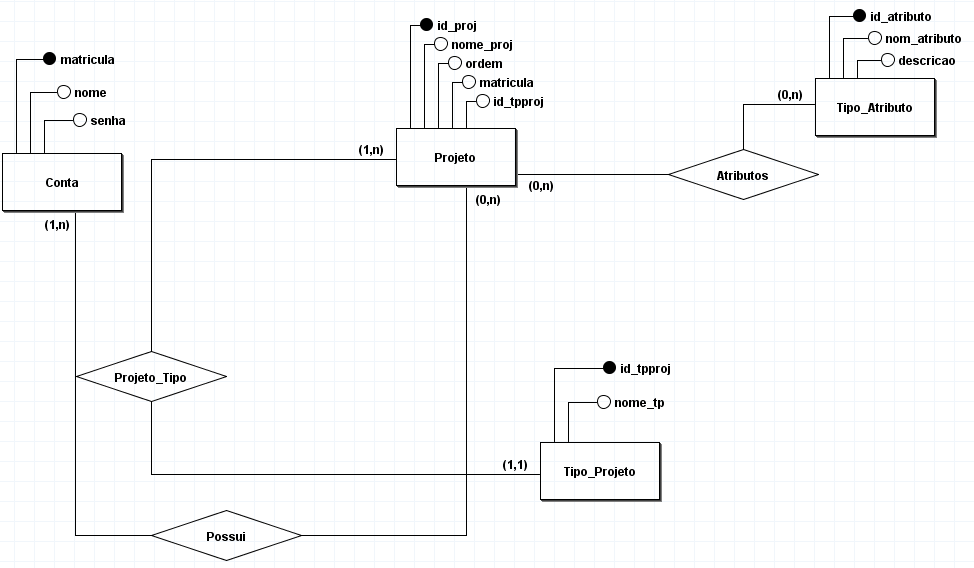 id_proj
nome_proj
ordem
matricula
id_tpproj
Projeto
id_atributo
nom_atributo
descricao
Tipo_Atributo
matricula
nome
senha
Conta
(1,n)
(1,n)
(0,n)
(0,n)
(0,n)
Atributos
Projeto_Tipo
id_tpproj
nome_tp
Tipo_Projeto
(1,1)
Possui